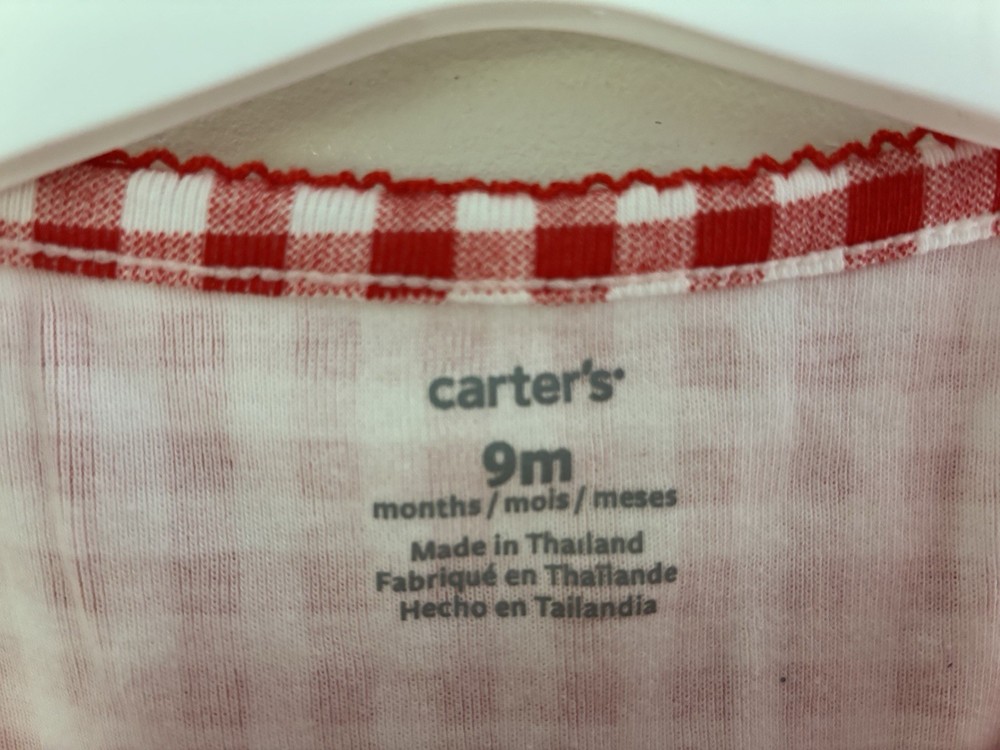 carter's
9m
months / mois / meses
Made in Thailand
Fabriqué en Thaïlande
Hecho en Tailandia